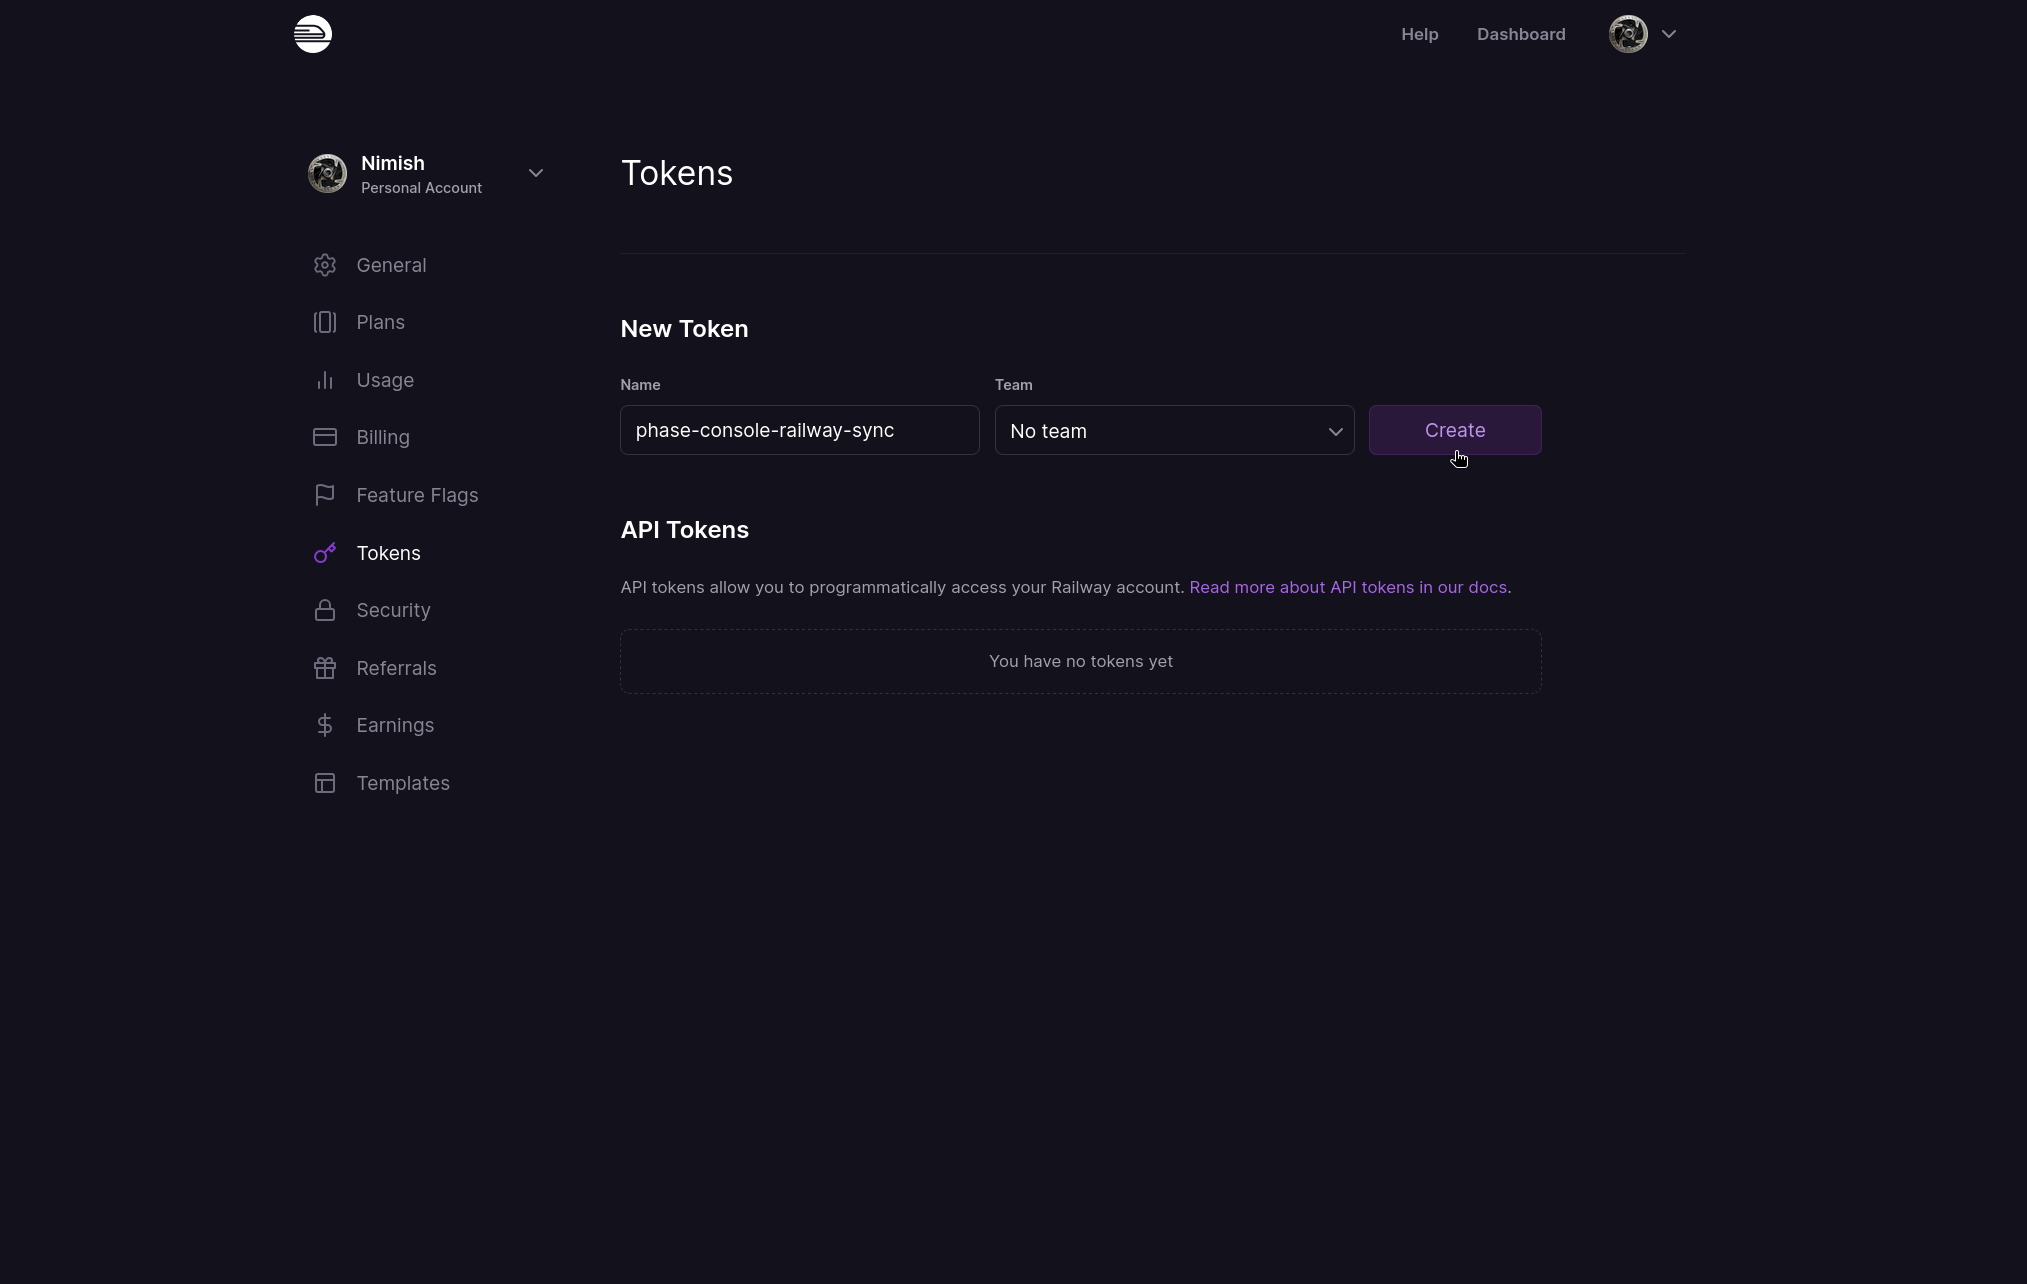 Help Dashboard
Nimish
Personal Account
General
Plans
Usage
Billing
Feature Flags
Tokens
Security
Referrals
Earnings
Templates
Tokens
New Token
Name Team
phase-console-railway-sync No team Create
API Tokens
API tokens allow you to programmatically access your Railway account. Read more about API tokens in our docs.
You have no tokens yet